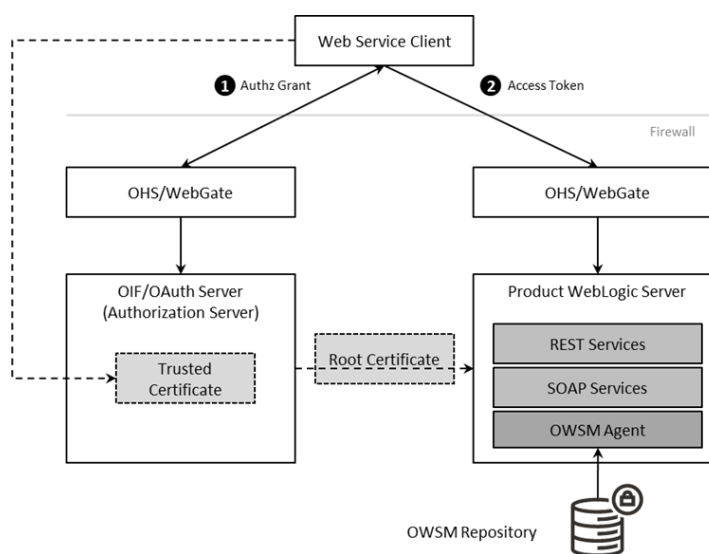 Web Service Client
1 Authz Grant
2 Access Token
Firewall
OHS/WebGate
OHS/WebGate
OIF/OAuth Server
(Authorization Server)
Trusted
Certificate
Root Certificate
Product WebLogic Server
REST Services
SOAP Services
OWSM Agent
OWSM Repository